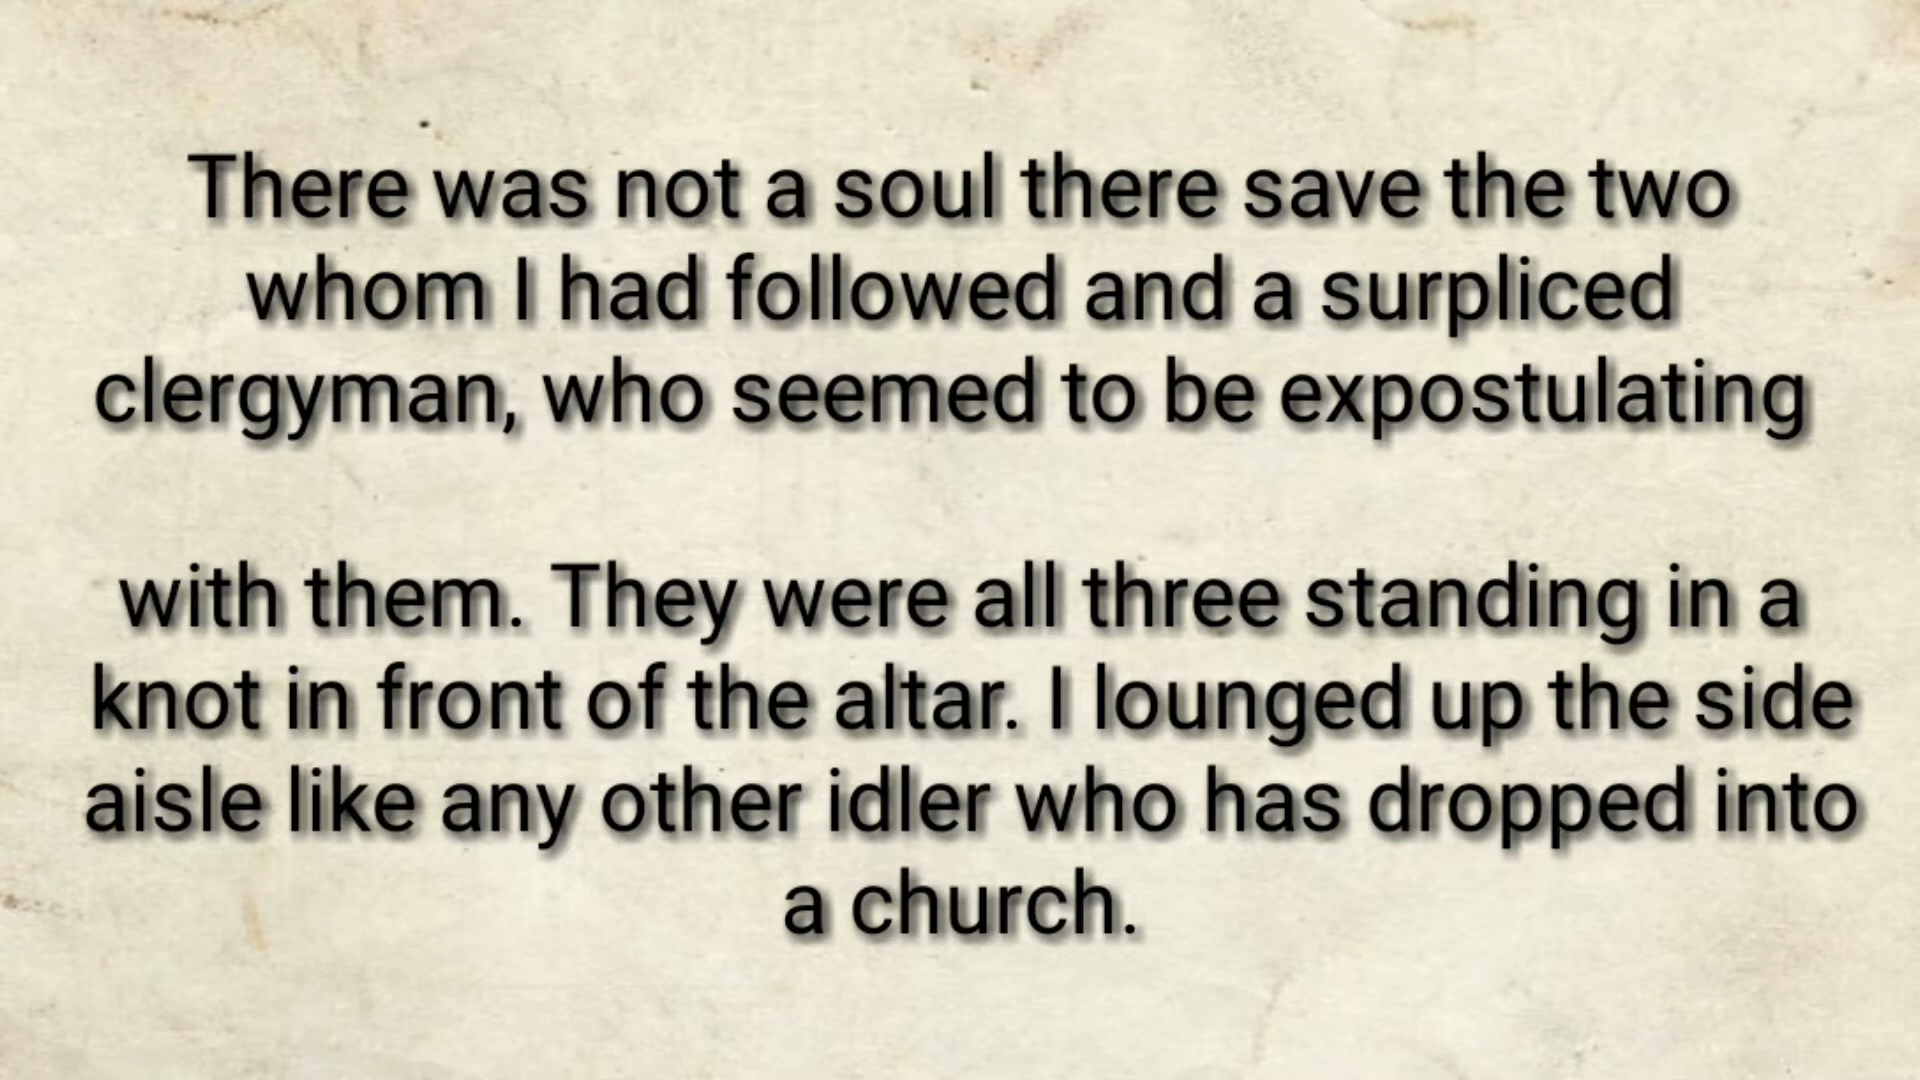 There was not a soul there save the two
whom I had followed and a surpliced
clergyman, who seemed to be expostulating
with them. They were all three standing in a
knot in front of the altar. I lounged up the side
aisle like any other idler who has dropped into
a church.